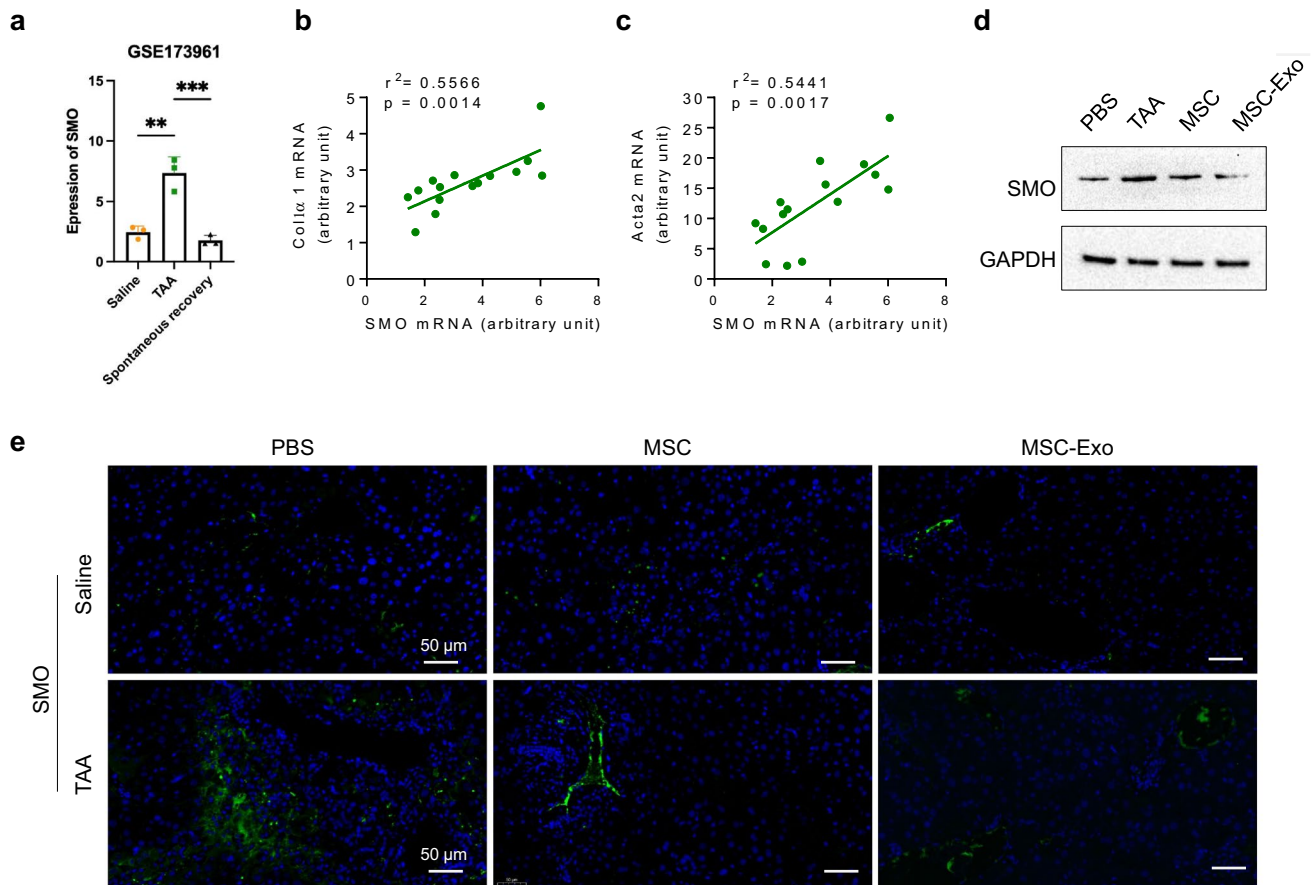 a
GSE173961
Epression of SMO
15
10
5
0
**
***
Saline
TAA
Spontaneous recovery
b
r²= 0.5566
p = 0.0014
Col1α 1 mRNA
(arbitrary unit)
5
4
3
2
1
0
0 2 4 6 8
SMO mRNA (arbitrary unit)
c
r²= 0.5441
p = 0.0017
Acta2 mRNA
(arbitrary unit)
30
25
20
15
10
5
0
0 2 4 6 8
SMO mRNA (arbitrary unit)
d
PBS TAA MSC MSC-Exo
SMO
GAPDH
e
PBS MSC MSC-Exo
SMO
Saline
50 µm
TAA
50 µm